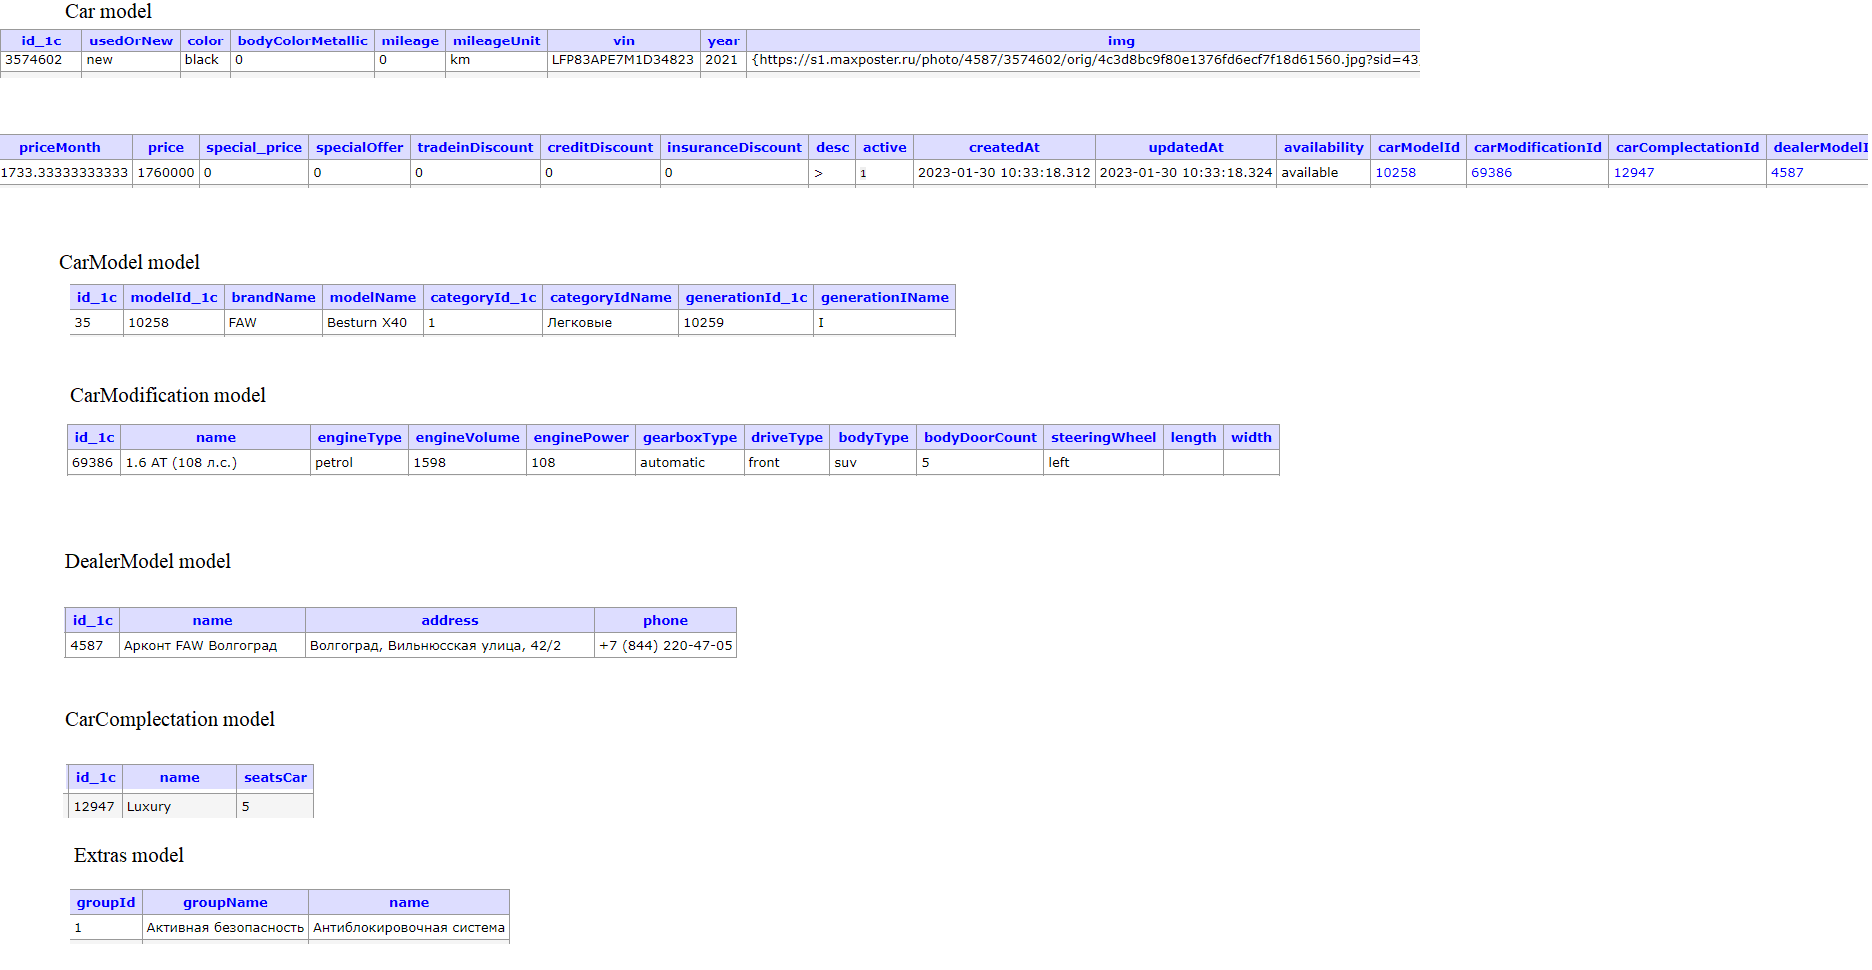 Car model
id_1c usedOrNew color bodyColorMetallic mileage mileageUnit vin year img
3574602 new black 0 0 km LFP83APE7M1D34823 2021 {https://s1.maxposter.ru/photo/4587/3574602/orig/4c3d8bc9f80e1376fd6ecf7f18d61560.jpg?sid=43
priceMonth price special_price specialOffer tradeinDiscount creditDiscount insuranceDiscount desc active createdAt updatedAt availability carModelId carModificationId carComplectationId dealerModelI
1733.33333333333 1760000 0 0 0 0 0 > 1 2023-01-30 10:33:18.312 2023-01-30 10:33:18.324 available 10258 69386 12947 4587
CarModel model
id_1c modelId_1c brandName modelName categoryId_1c categoryIdName generationId_1c generationIName
35 10258 FAW Besturn X40 1 Легковые 10259 I
CarModification model
id_1c name engineType engineVolume enginePower gearboxType driveType bodyType bodyDoorCount steeringWheel length width
69386 1.6 AT (108 л.с.) petrol 1598 108 automatic front suv 5 left
DealerModel model
id_1c name address phone
4587 Арконт FAW Волгоград Волгоград, Вильнюсская улица, 42/2 +7 (844) 220-47-05
CarComplectation model
id_1c name seatsCar
12947 Luxury 5
Extras model
groupId groupName name
1 Активная безопасность Антиблокировочная система